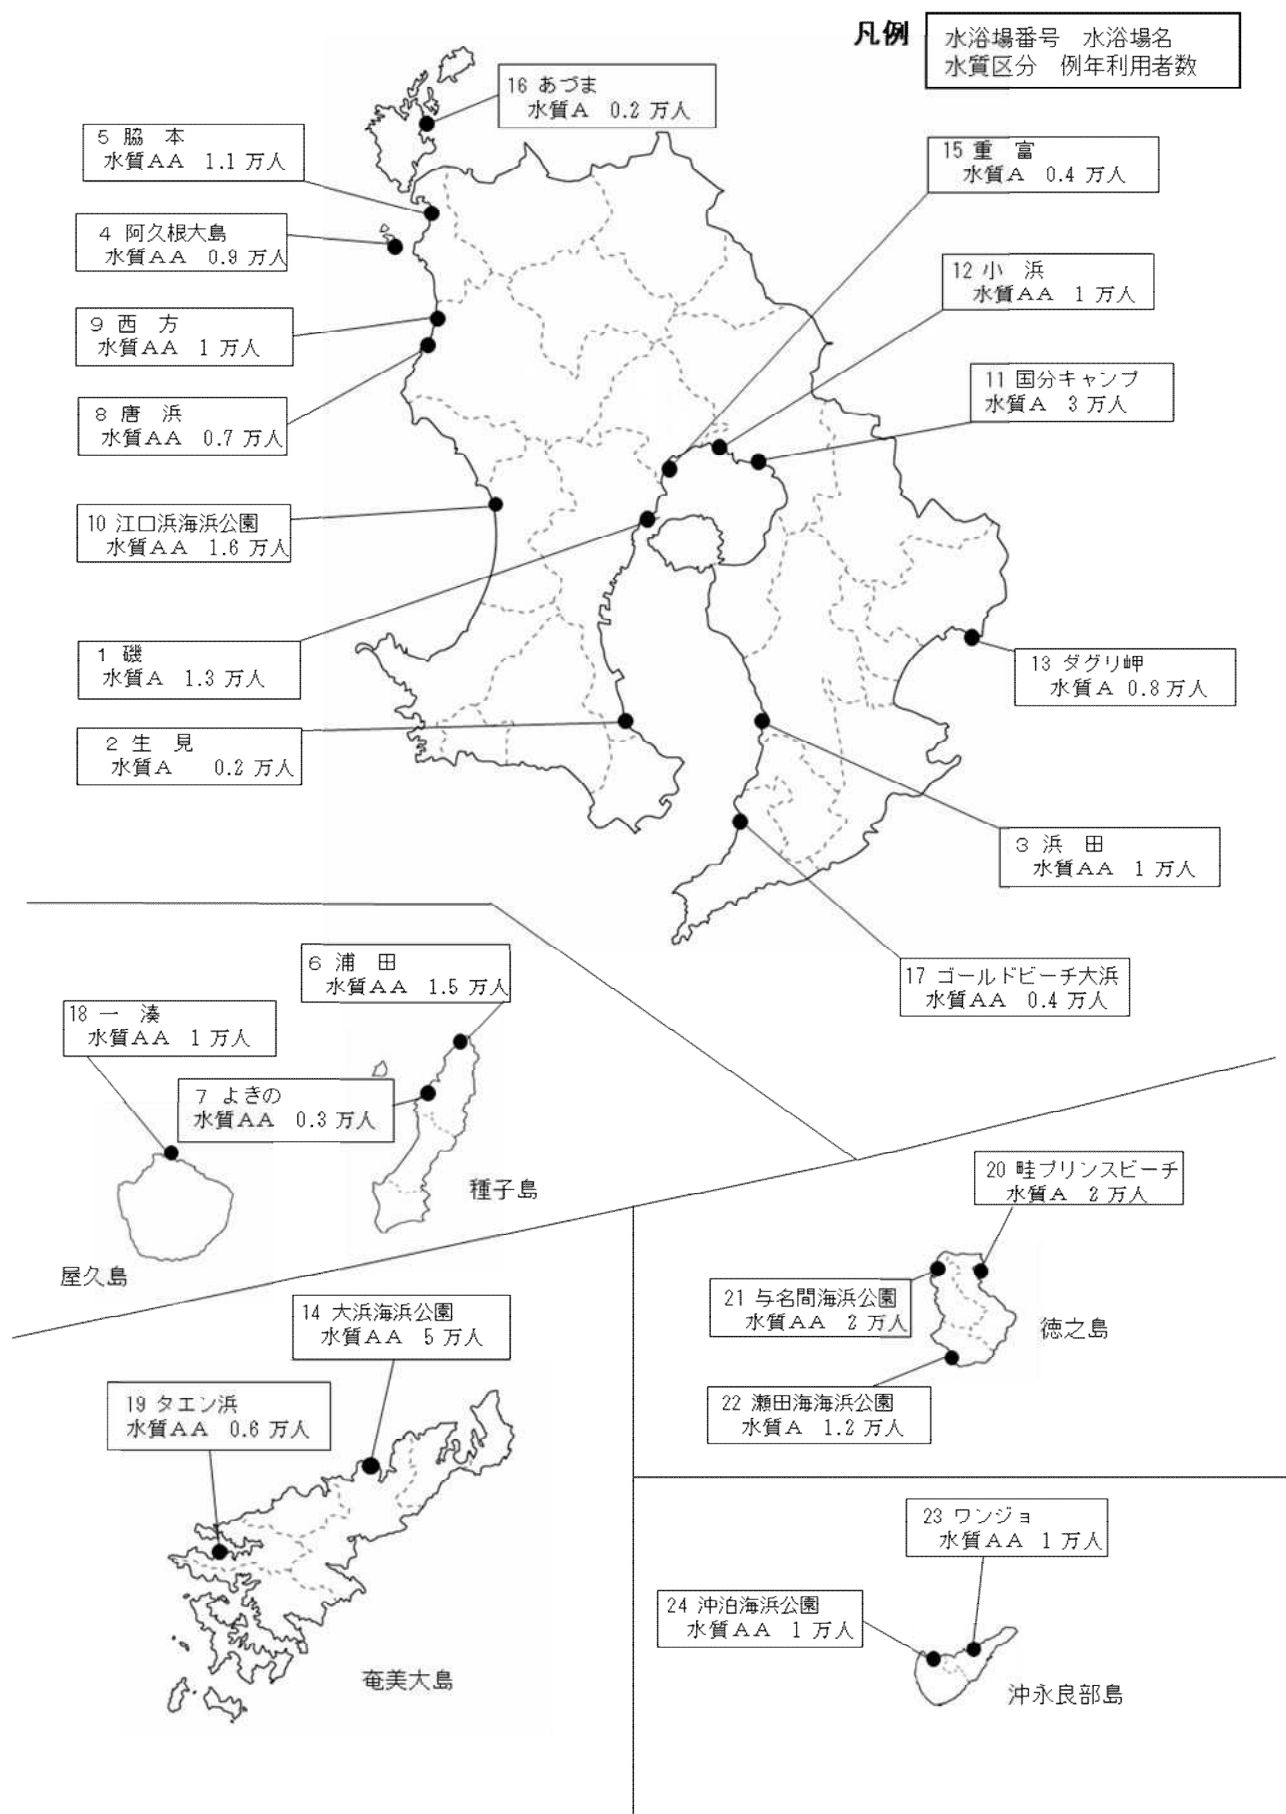 凡例
水浴場番号 水浴場名
水質区分 例年利用者数
16 あづま
水質A 0.2 万人
5 脇 本
水質AA 1.1 万人
15 重 富
水質A 0.4 万人
4 阿久根大島
水質AA 0.9 万人
12 小 浜
水質AA 1 万人
9 西 方
水質AA 1 万人
11 国分キャンプ
水質A 3 万人
8 唐 浜
水質AA 0.7 万人
10 江口浜海浜公園
水質AA 1.6 万人
1 磯
水質A 1.3 万人
13 ダグリ岬
水質A 0.8 万人
2 生 見
水質A 0.2 万人
3 浜 田
水質AA 1 万人
17 ゴールドビーチ大浜
水質AA 0.4 万人
6 浦 田
水質AA 1.5 万人
18 一 湊
水質AA 1 万人
7 よきの
水質AA 0.3 万人
種子島
屋久島
20 畦プリンスビーチ
水質A 2 万人
21 与名間海浜公園
水質AA 2 万人
徳之島
22 瀬田海海浜公園
水質A 1.2 万人
14 大浜海浜公園
水質AA 5 万人
19 タエン浜
水質AA 0.6 万人
奄美大島
23 ワンジョ
水質AA 1 万人
24 沖泊海浜公園
水質AA 1 万人
沖永良部島